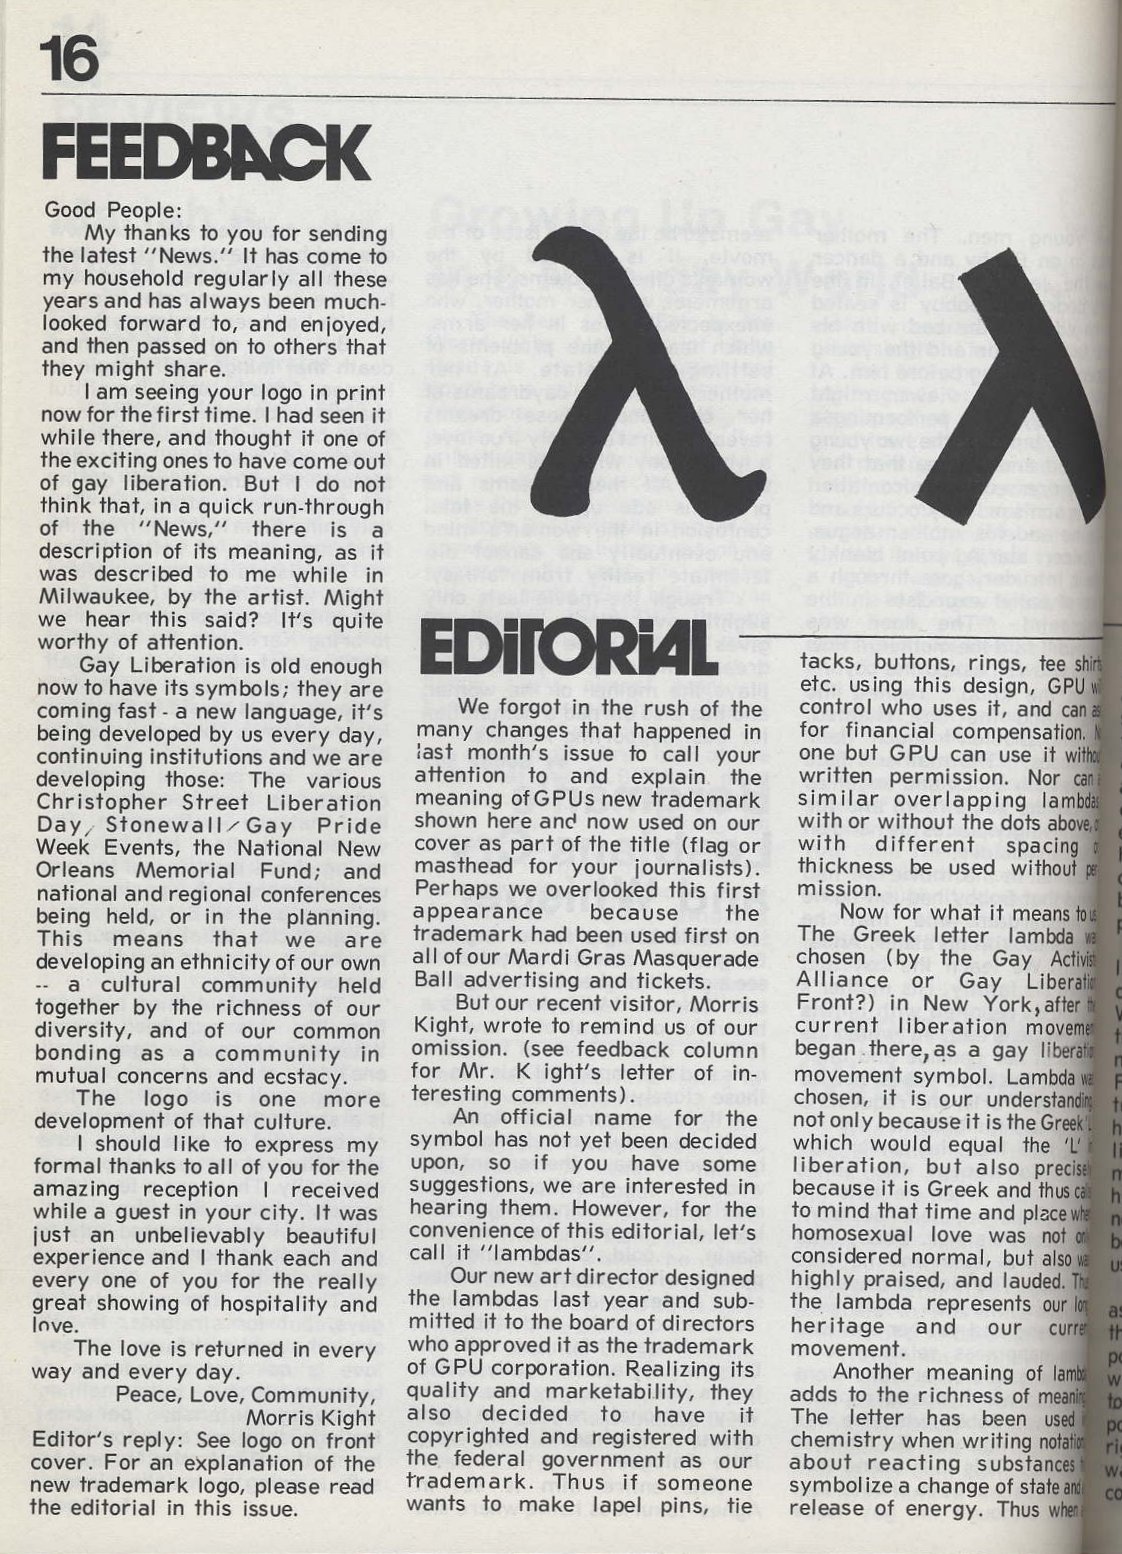 16
FEEDBACK
Good People:
My thanks to you for sending
the latest "News." It has come to
my household regularly all these
years and has always been much-
looked forward to, and enjoyed,
and then passed on to others that
they might share.
I am seeing your logo in print
now for the first time. I had seen it
while there, and thought it one of
the exciting ones to have come out
of gay liberation. But I do not
think that, in a quick run-through
of the "News," there is a
description of its meaning, as it
was described to me while in
Milwaukee, by the artist. Might
we hear this said? It's quite
worthy of attention.
Gay Liberation is old enough
now to have its symbols; they are
coming fast - a new language, it's
being developed by us every day,
continuing institutions and we are
developing those: The various
Christopher Street Liberation
Day/ Stonewall/Gay Pride
Week Events, the National New
Orleans Memorial Fund; and
national and regional conferences
being held, or in the planning.
This means that we are
developing an ethnicity of our own
-- a cultural community held
together by the richness of our
diversity, and of our common
bonding as a community in
mutual concerns and ecstacy.
The logo is one more
development of that culture.
I should like to express my
formal thanks to all of you for the
amazing reception I received
while a guest in your city. It was
just an unbelievably beautiful
experience and I thank each and
every one of you for the really
great showing of hospitality and
love.
The love is returned in every
way and every day.
Peace, Love, Community,
Morris Kight
Editor's reply: See logo on front
cover. For an explanation of the
new trademark logo, please read
the editorial in this issue.
λ λ
EDITORIAL
We forgot in the rush of the
many changes that happened in
last month's issue to call your
attention to and explain the
meaning of GPUs new trademark
shown here and now used on our
cover as part of the title (flag or
masthead for your journalists).
Perhaps we overlooked this first
appearance because the
trademark had been used first on
all of our Mardi Gras Masquerade
Ball advertising and tickets.
But our recent visitor, Morris
Kight, wrote to remind us of our
omission. (see feedback column
for Mr. K ight's letter of in-
teresting comments).
An official name for the
symbol has not yet been decided
upon, so if you have some
suggestions, we are interested in
hearing them. However, for the
convenience of this editorial, let's
call it "lambdas".
Our new art director designed
the lambdas last year and sub-
mitted it to the board of directors
who approved it as the trademark
of GPU corporation. Realizing its
quality and marketability, they
also decided to have it
copyrighted and registered with
the federal government as our
trademark. Thus if someone
wants to make lapel pins, tie
tacks, buttons, rings, tee shirts
etc. using this design, GPU
control who uses it, and can
for financial compensation.
one but GPU can use it without
written permission. Nor can
similar overlapping lambdas
with or without the dots above,
with different spacing
thickness be used without per-
mission.
Now for what it means to
The Greek letter lambda
chosen (by the Gay Activist
Alliance or Gay Liberation
Front?) in New York, after
current liberation movement
began there, as a gay liberation
movement symbol. Lambda
chosen, it is our understanding,
not only because it is the Greek
which would equal the 'L'
liberation, but also precisely
because it is Greek and thus
to mind that time and place
homosexual love was not
considered normal, but also
highly praised, and lauded.
the lambda represents our
heritage and our current
movement.
Another meaning of lambda
adds to the richness of meaning
The letter has been used
chemistry when writing notation
about reacting substances
symbolize a change of state and
release of energy. Thus when